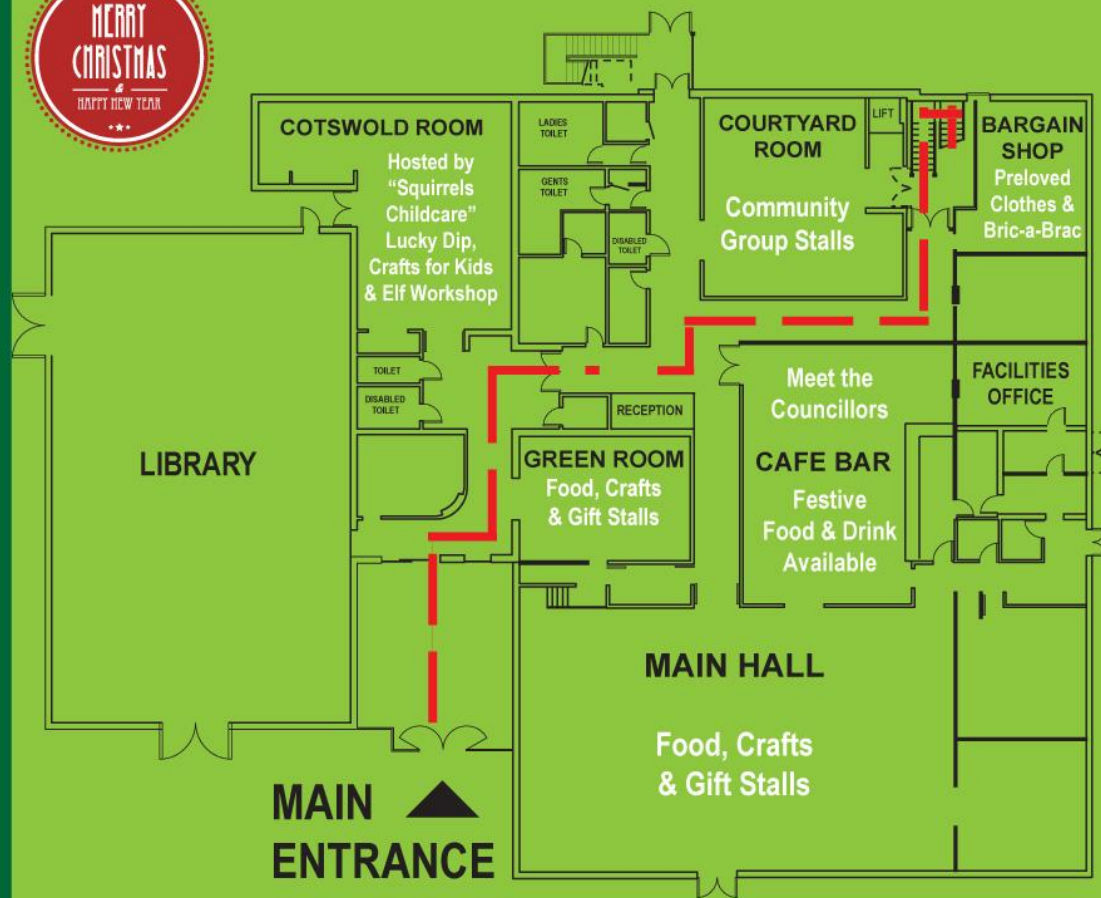 MERRY
CHRISTMAS
&
HAPPY NEW YEAR
COTSWOLD ROOM
Hosted by
“Squirrels
Childcare”
Lucky Dip,
Crafts for Kids
& Elf Workshop
LADIES
TOILET
GENTS
TOILET
DISABLED
TOILET
COURTYARD
ROOM
Community
Group Stalls
LIFT
BARGAIN
SHOP
Preloved
Clothes &
Bric-a-Brac
TOILET
DISABLED
TOILET
RECEPTION
Meet the
Councillors
FACILITIES
OFFICE
LIBRARY
GREEN ROOM
Food, Crafts
& Gift Stalls
CAFE BAR
Festive
Food & Drink
Available
MAIN HALL
Food, Crafts
& Gift Stalls
MAIN
ENTRANCE